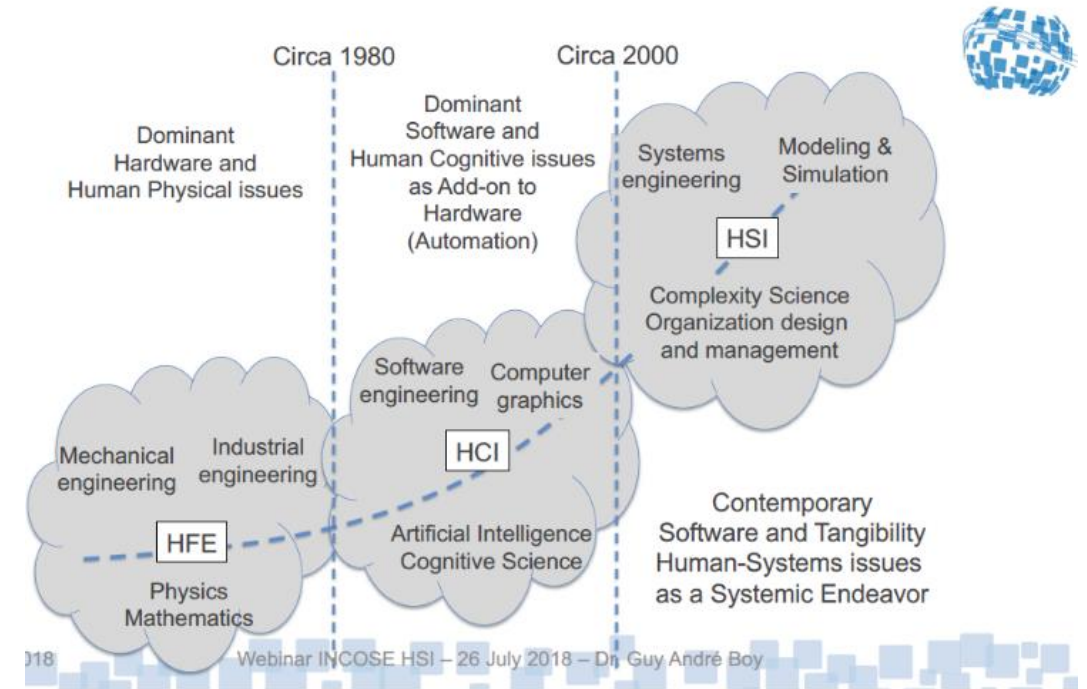 Circa 1980
Circa 2000
Dominant
Hardware and
Human Physical issues
Dominant
Software and
Human Cognitive issues
as Add-on to
Hardware
(Automation)
Systems
engineering
Modeling &
Simulation
HSI
Complexity Science
Organization design
and management
Software
engineering
Computer
graphics
HCI
Artificial Intelligence
Cognitive Science
Mechanical
engineering
Industrial
engineering
HFE
Physics
Mathematics
Contemporary
Software and Tangibility
Human-Systems issues
as a Systemic Endeavor
018
Webinar INCOSE HSI – 26 July 2018 – Dr. Guy André Boy